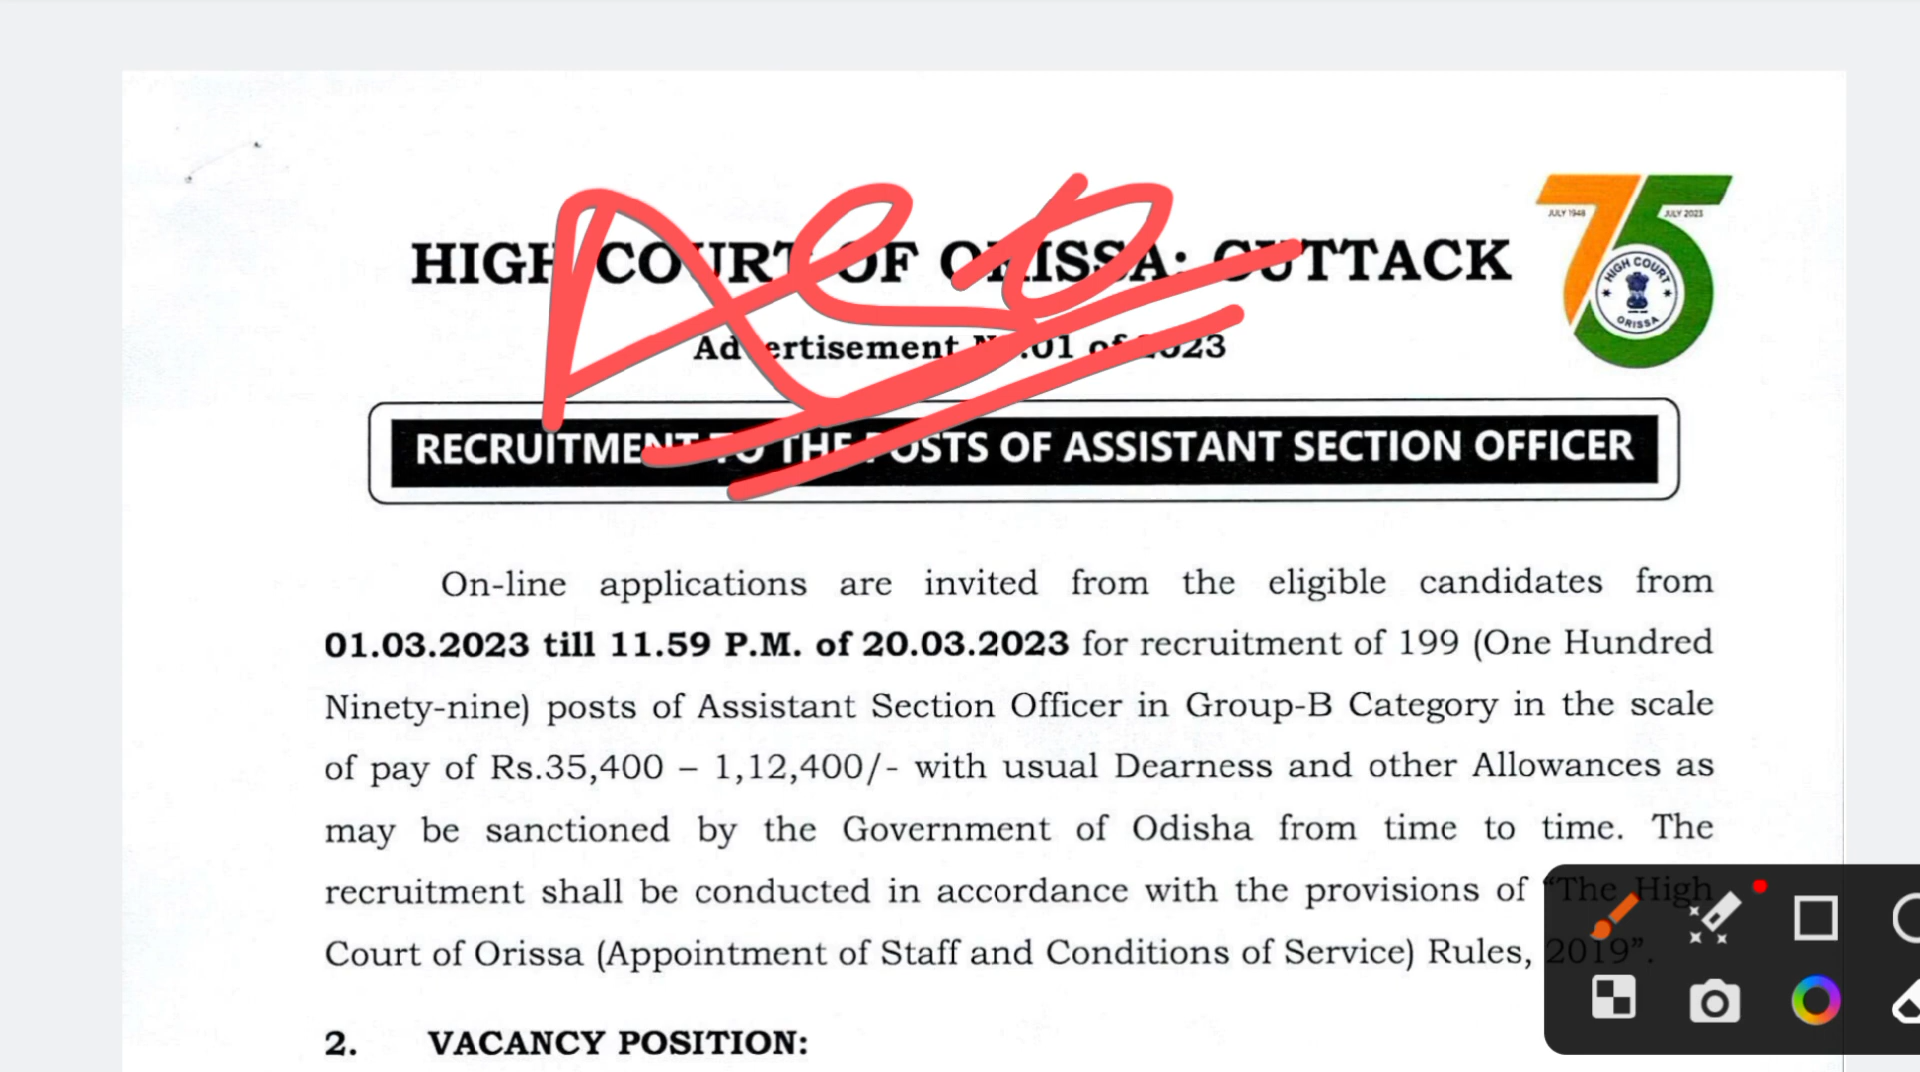 JULY 1948
JULY 2023
HIGH COURT OF ORISSA: CUTTACK
HIGH COURT
ORISSA
ASO
Advertisement No.01 of 2023
RECRUITMENT TO THE POSTS OF ASSISTANT SECTION OFFICER
On-line applications are invited from the eligible candidates from
01.03.2023 till 11.59 P.M. of 20.03.2023 for recruitment of 199 (One Hundred
Ninety-nine) posts of Assistant Section Officer in Group-B Category in the scale
of pay of Rs.35,400 – 1,12,400/- with usual Dearness and other Allowances as
may be sanctioned by the Government of Odisha from time to time. The
recruitment shall be conducted in accordance with the provisions of “The High
Court of Orissa (Appointment of Staff and Conditions of Service) Rules, 2019”.
2. VACANCY POSITION: